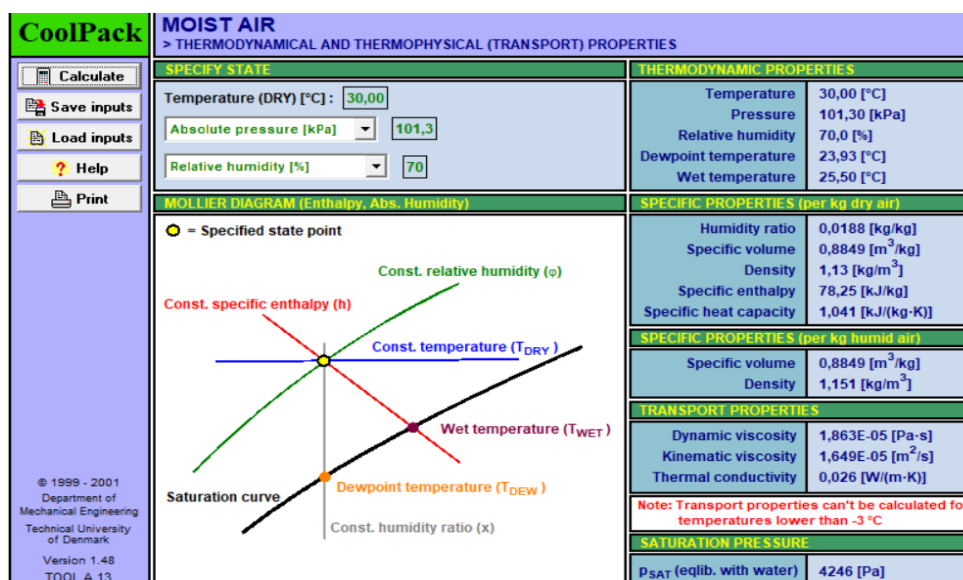 CoolPack
MOIST AIR
> THERMODYNAMICAL AND THERMOPHYSICAL (TRANSPORT) PROPERTIES
Calculate
Save inputs
Load inputs
? Help
Print
© 1999 - 2001
Department of
Mechanical Engineering
Technical University
of Denmark
Version 1.48
TOOL A.13
SPECIFY STATE
Temperature (DRY) [°C] : 30,00
Absolute pressure [kPa] 101,3
Relative humidity [%] 70
MOLLIER DIAGRAM (Enthalpy, Abs. Humidity)
= Specified state point
Const. relative humidity (φ)
Const. specific enthalpy (h)
Const. temperature (TDRY )
Wet temperature (TWET )
Saturation curve
Dewpoint temperature (TDEW )
Const. humidity ratio (x)
THERMODYNAMIC PROPERTIES
Temperature 30,00 [°C]
Pressure 101,30 [kPa]
Relative humidity 70,0 [%]
Dewpoint temperature 23,93 [°C]
Wet temperature 25,50 [°C]
SPECIFIC PROPERTIES (per kg dry air)
Humidity ratio 0,0188 [kg/kg]
Specific volume 0,8849 [m³/kg]
Density 1,13 [kg/m³]
Specific enthalpy 78,25 [kJ/kg]
Specific heat capacity 1,041 [kJ/(kg·K)]
SPECIFIC PROPERTIES (per kg humid air)
Specific volume 0,8849 [m³/kg]
Density 1,151 [kg/m³]
TRANSPORT PROPERTIES
Dynamic viscosity 1,863E-05 [Pa·s]
Kinematic viscosity 1,649E-05 [m²/s]
Thermal conductivity 0,026 [W/(m·K)]
Note: Transport properties can't be calculated fo
temperatures lower than -3 °C
SATURATION PRESSURE
pSAT (eqlib. with water) 4246 [Pa]